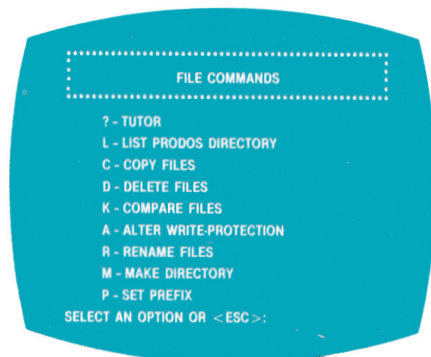 FILE COMMANDS
? - TUTOR
L - LIST PRODOS DIRECTORY
C - COPY FILES
D - DELETE FILES
K - COMPARE FILES
A - ALTER WRITE-PROTECTION
R - RENAME FILES
M - MAKE DIRECTORY
P - SET PREFIX
SELECT AN OPTION OR <ESC>: